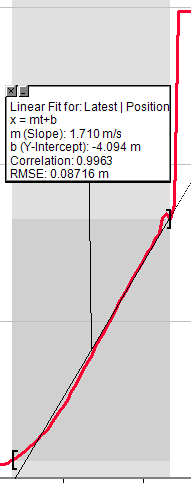 Linear Fit for: Latest | Position
x = mt+b
m (Slope): 1.710 m/s
b (Y-Intercept): -4.094 m
Correlation: 0.9963
RMSE: 0.08716 m